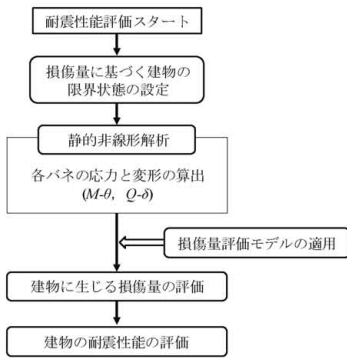 耐震性能評価スタート
損傷量に基づく建物の
限界状態の設定
静的非線形解析
各バネの応力と変形の算出
(M-θ, Q-δ)
損傷量評価モデルの適用
建物に生じる損傷量の評価
建物の耐震性能の評価